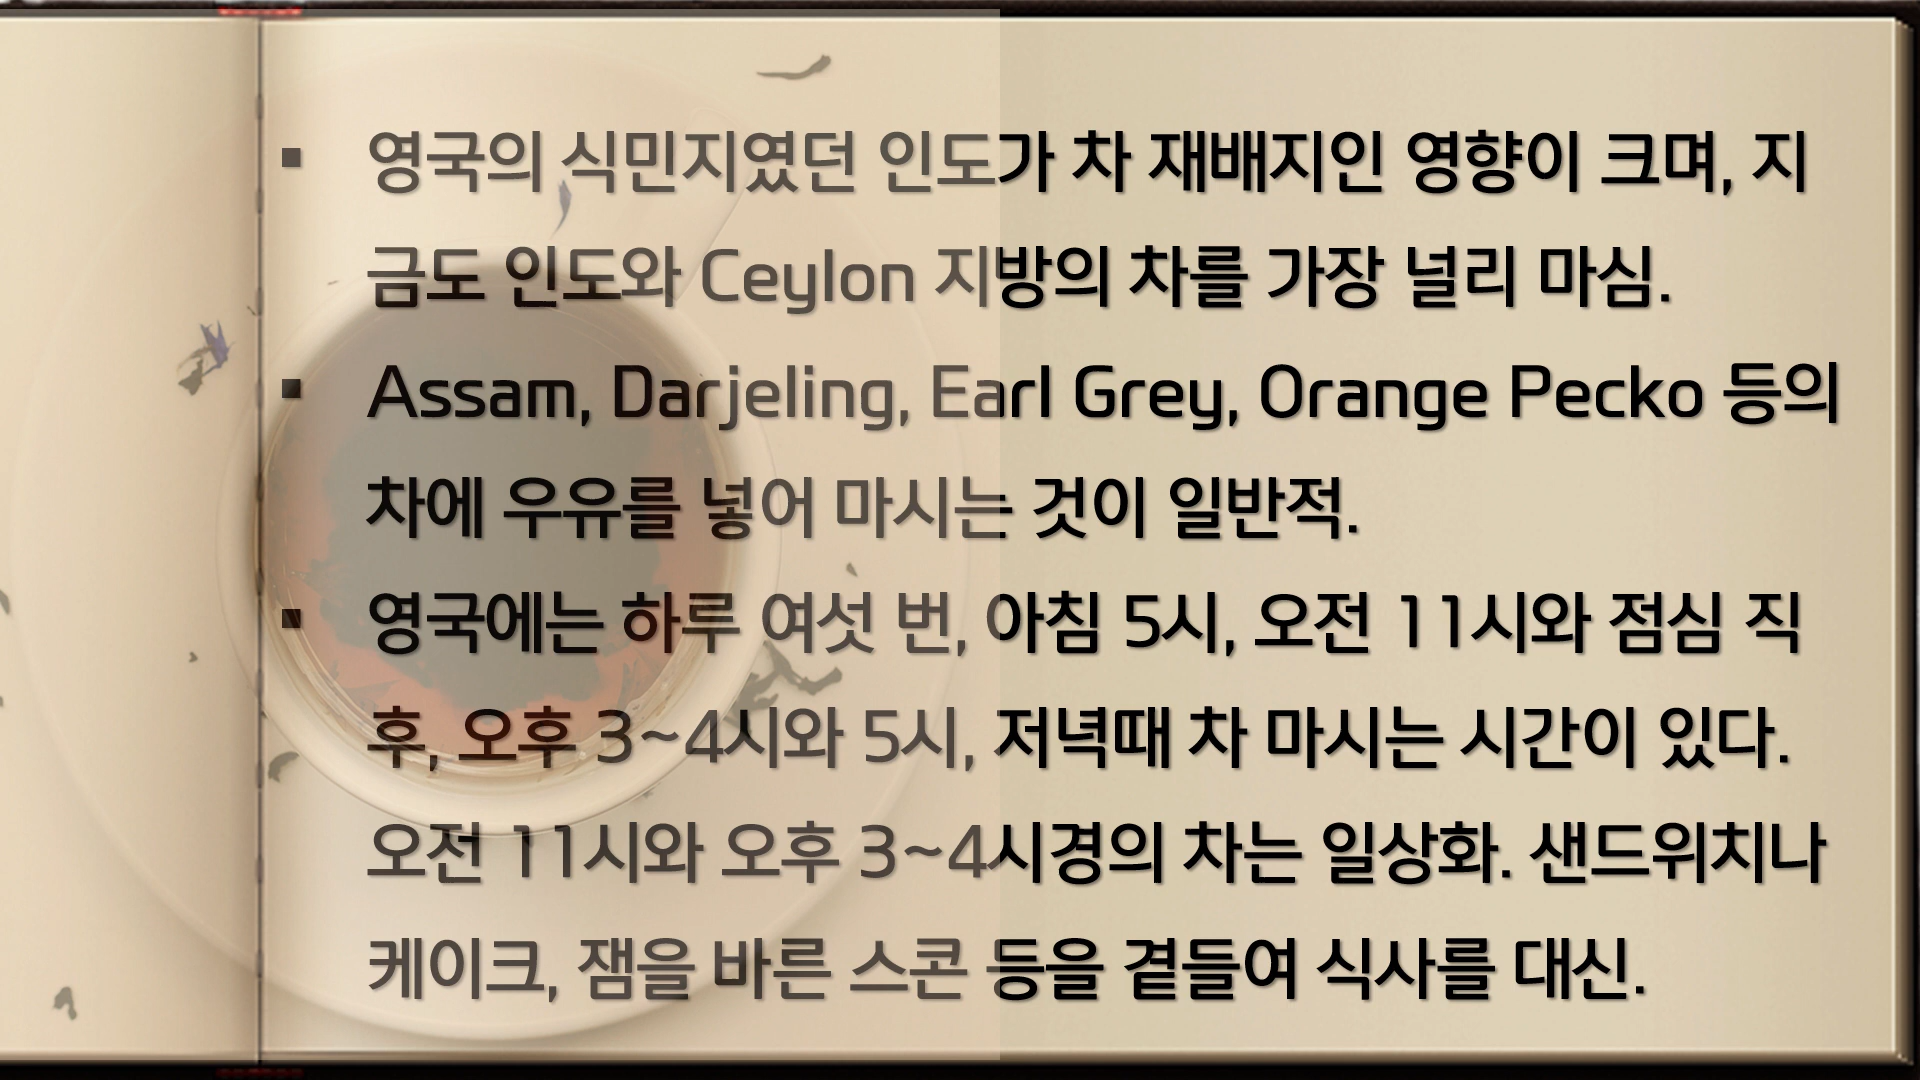 ▪ 영국의 식민지였던 인도가 차 재배지인 영향이 크며, 지
금도 인도와 Ceylon 지방의 차를 가장 널리 마심.
▪ Assam, Darjeling, Earl Grey, Orange Pecko 등의
차에 우유를 넣어 마시는 것이 일반적.
▪ 영국에는 하루 여섯 번, 아침 5시, 오전 11시와 점심 직
후, 오후 3~4시와 5시, 저녁때 차 마시는 시간이 있다.
오전 11시와 오후 3~4시경의 차는 일상화. 샌드위치나
케이크, 잼을 바른 스콘 등을 곁들여 식사를 대신.